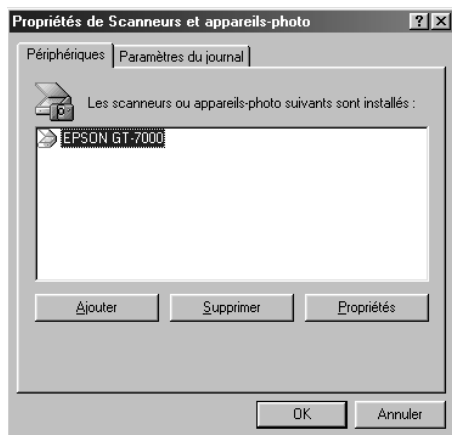 Propriétés de Scanneurs et appareils-photo
Périphériques Paramètres du journal
Les scanneurs ou appareils-photo suivants sont installés :
EPSON GT-7000
Ajouter Supprimer Propriétés
OK Annuler